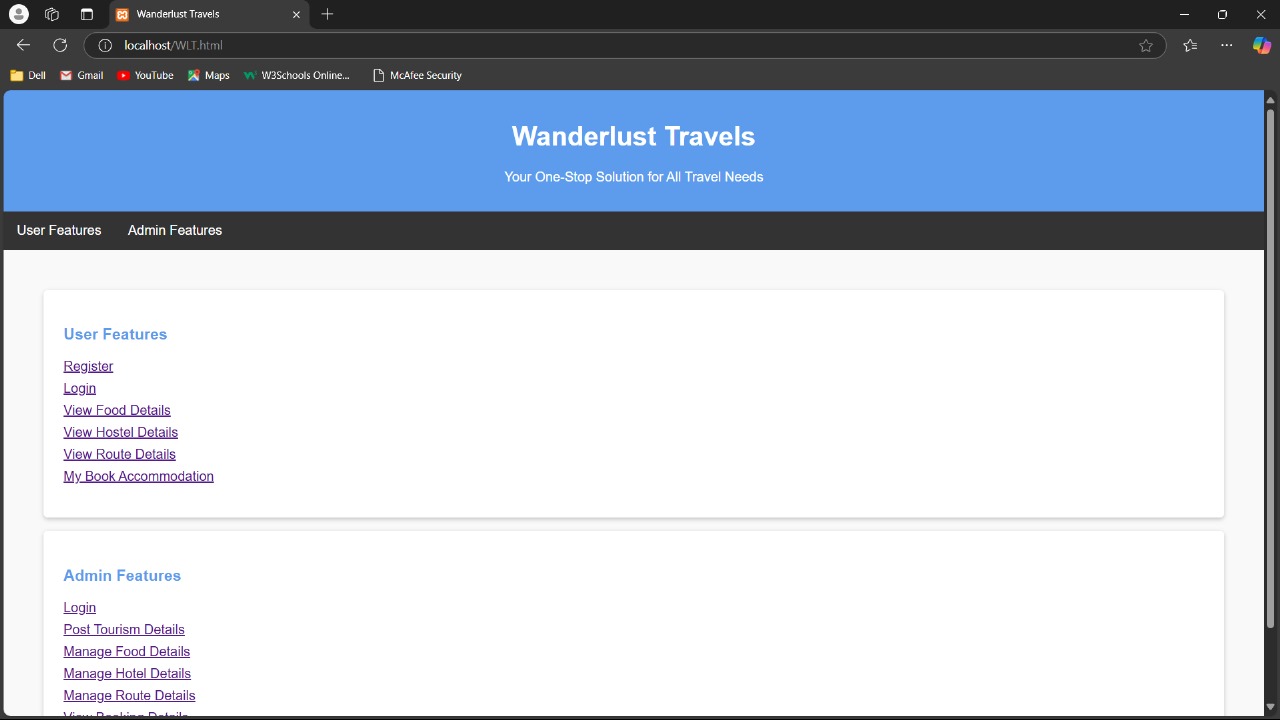 Wanderlust Travels
localhost/WLT.html
Dell Gmail YouTube Maps W3Schools Online... McAfee Security
Wanderlust Travels
Your One-Stop Solution for All Travel Needs
User Features Admin Features
User Features
Register
Login
View Food Details
View Hostel Details
View Route Details
My Book Accommodation
Admin Features
Login
Post Tourism Details
Manage Food Details
Manage Hotel Details
Manage Route Details
View Booking Details